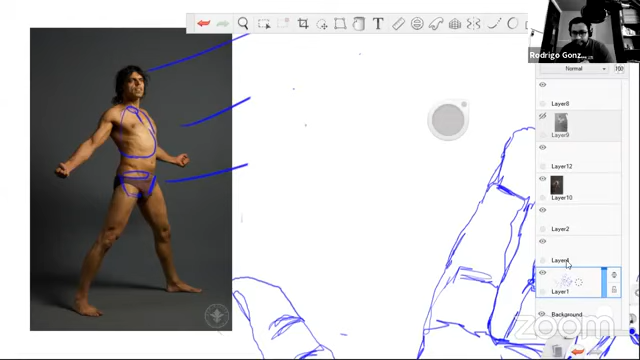 T
Rodrigo Gonz...
Normal
100
Layer8
Layer9
Layer12
Layer10
Layer2
Layer4
Layer1
Background
zoom